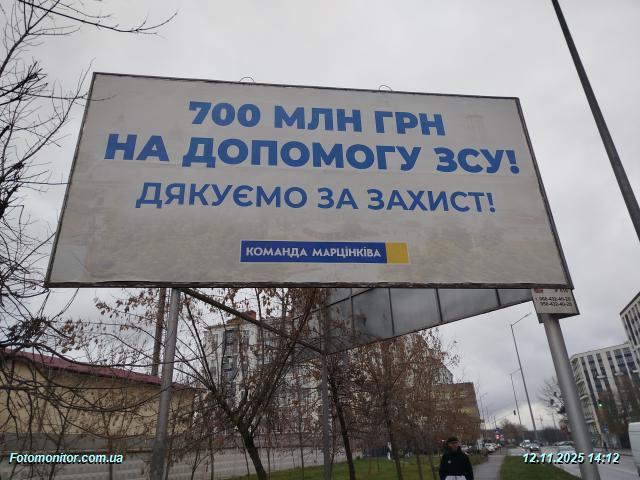 700 МЛН ГРН
НА ДОПОМОГУ ЗСУ!
ДЯКУЄМО ЗА ЗАХИСТ!
КОМАНДА МАРЦІНКІВА
Fotomonitor.com.ua
12.11.2025 14:12